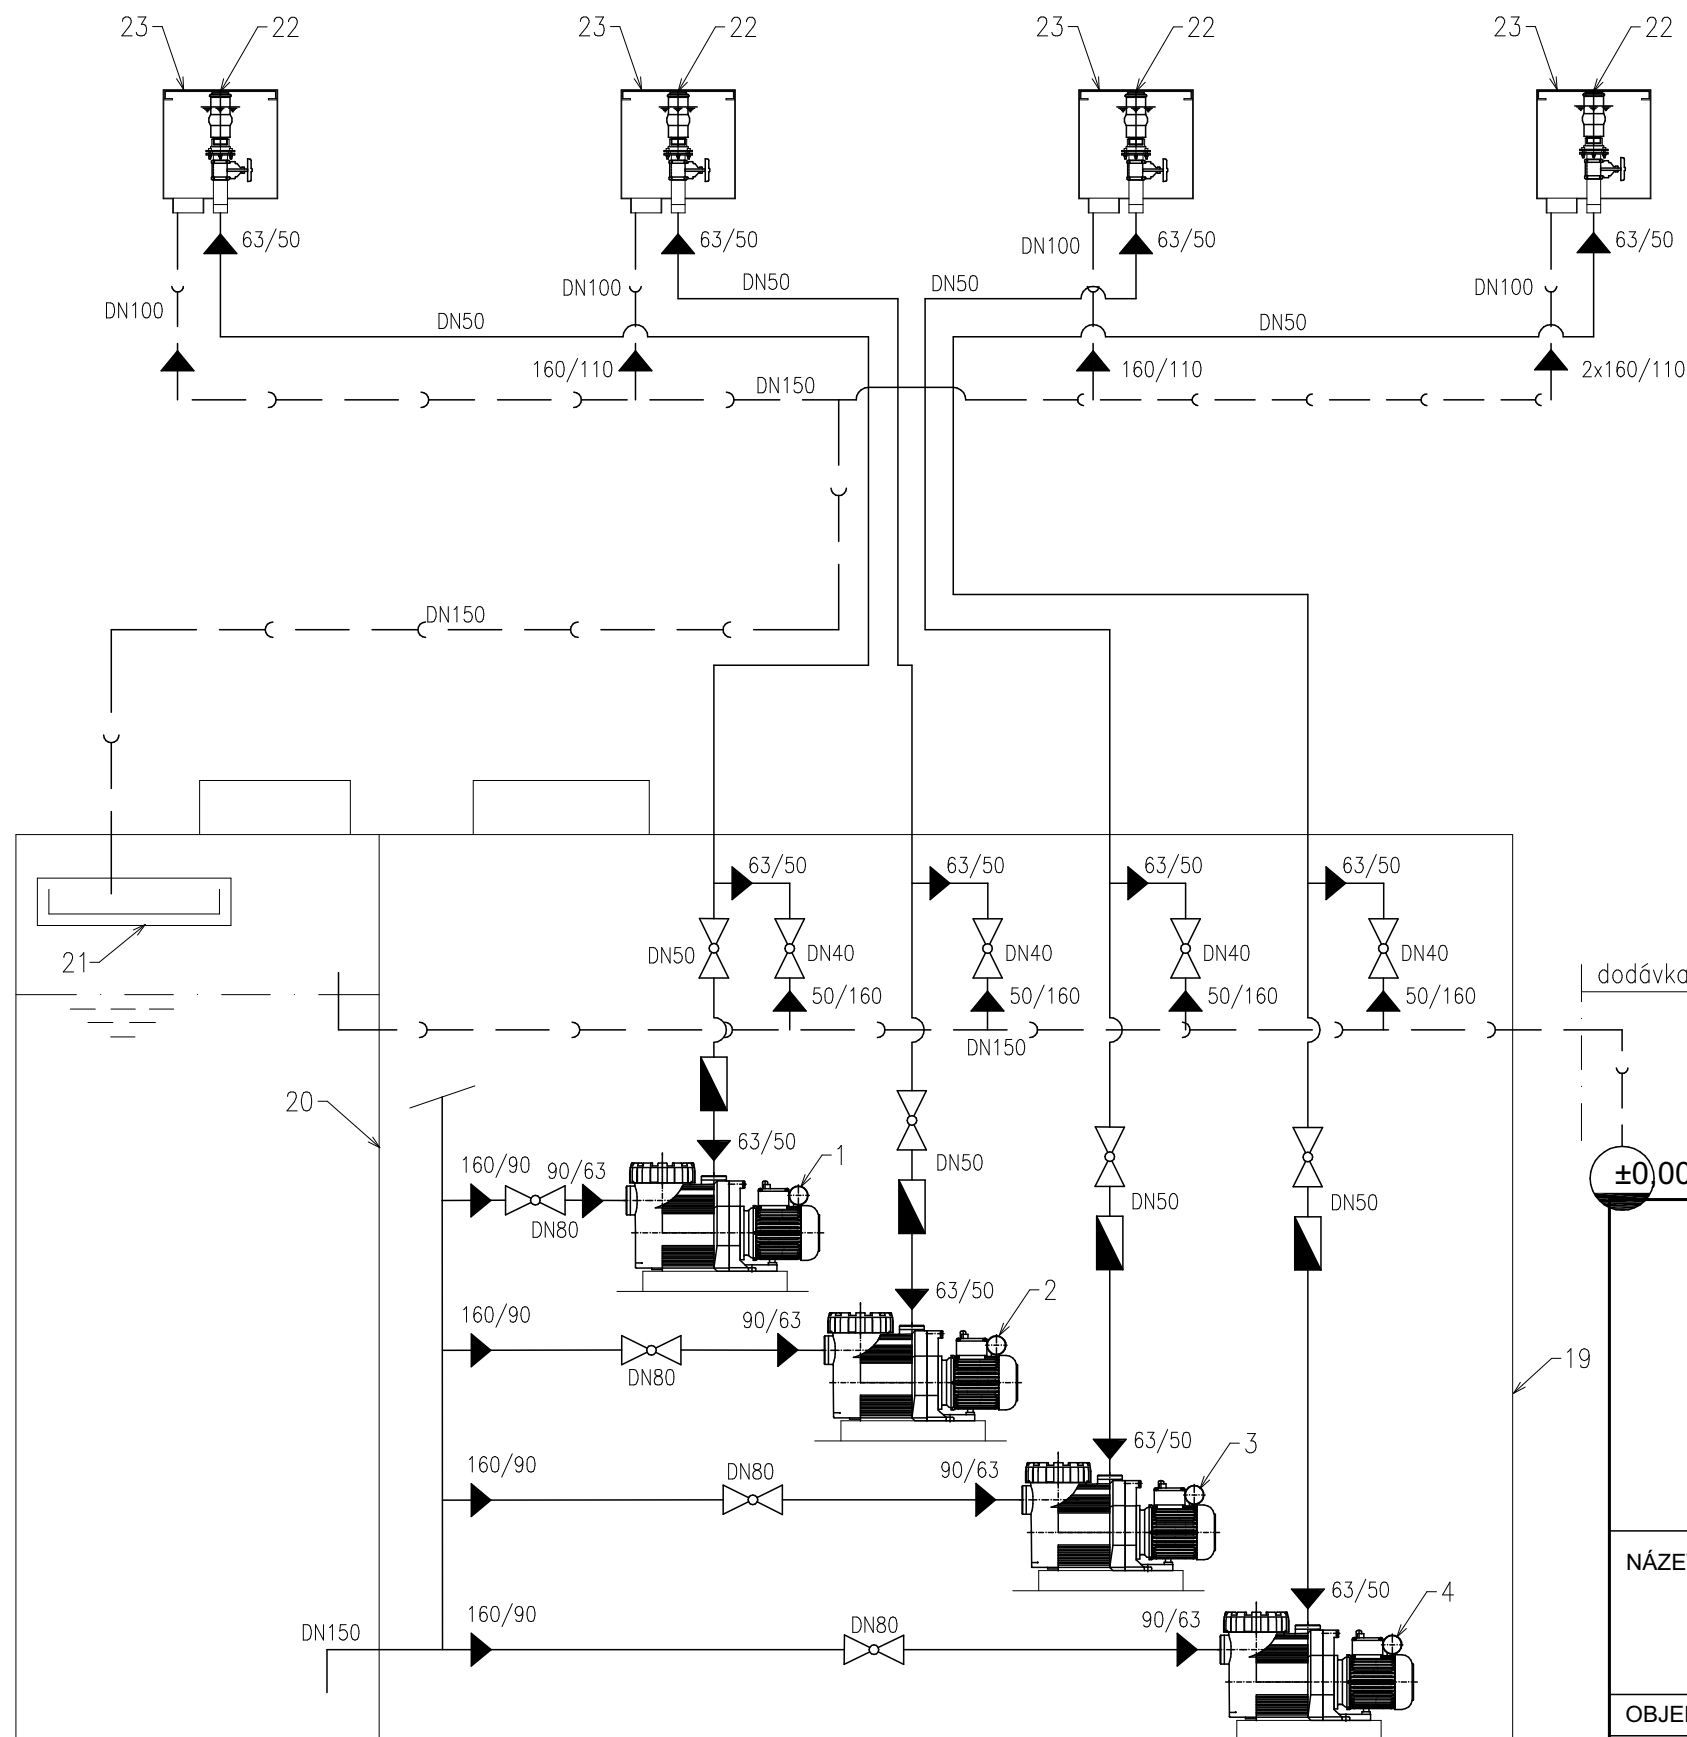 23 22 23 22 23 22 23 22
63/50 63/50 DN100 63/50 63/50
DN100 DN50 DN100 DN50 DN50 DN50 DN100
160/110 DN150 160/110 2x160/110
DN150
63/50 63/50 63/50 63/50
21 DN50 DN40 DN40 DN40 DN40 dodávka
50/160 50/160 50/160 50/160
DN150
20
63/50 1
160/90 90/63 DN50 ±0,00
DN80 DN50 DN50
160/90 90/63 63/50 2
DN80 19
160/90 DN80 90/63 63/50 3
NÁZE
160/90 DN80 90/63 63/50 4
DN150
OBJE